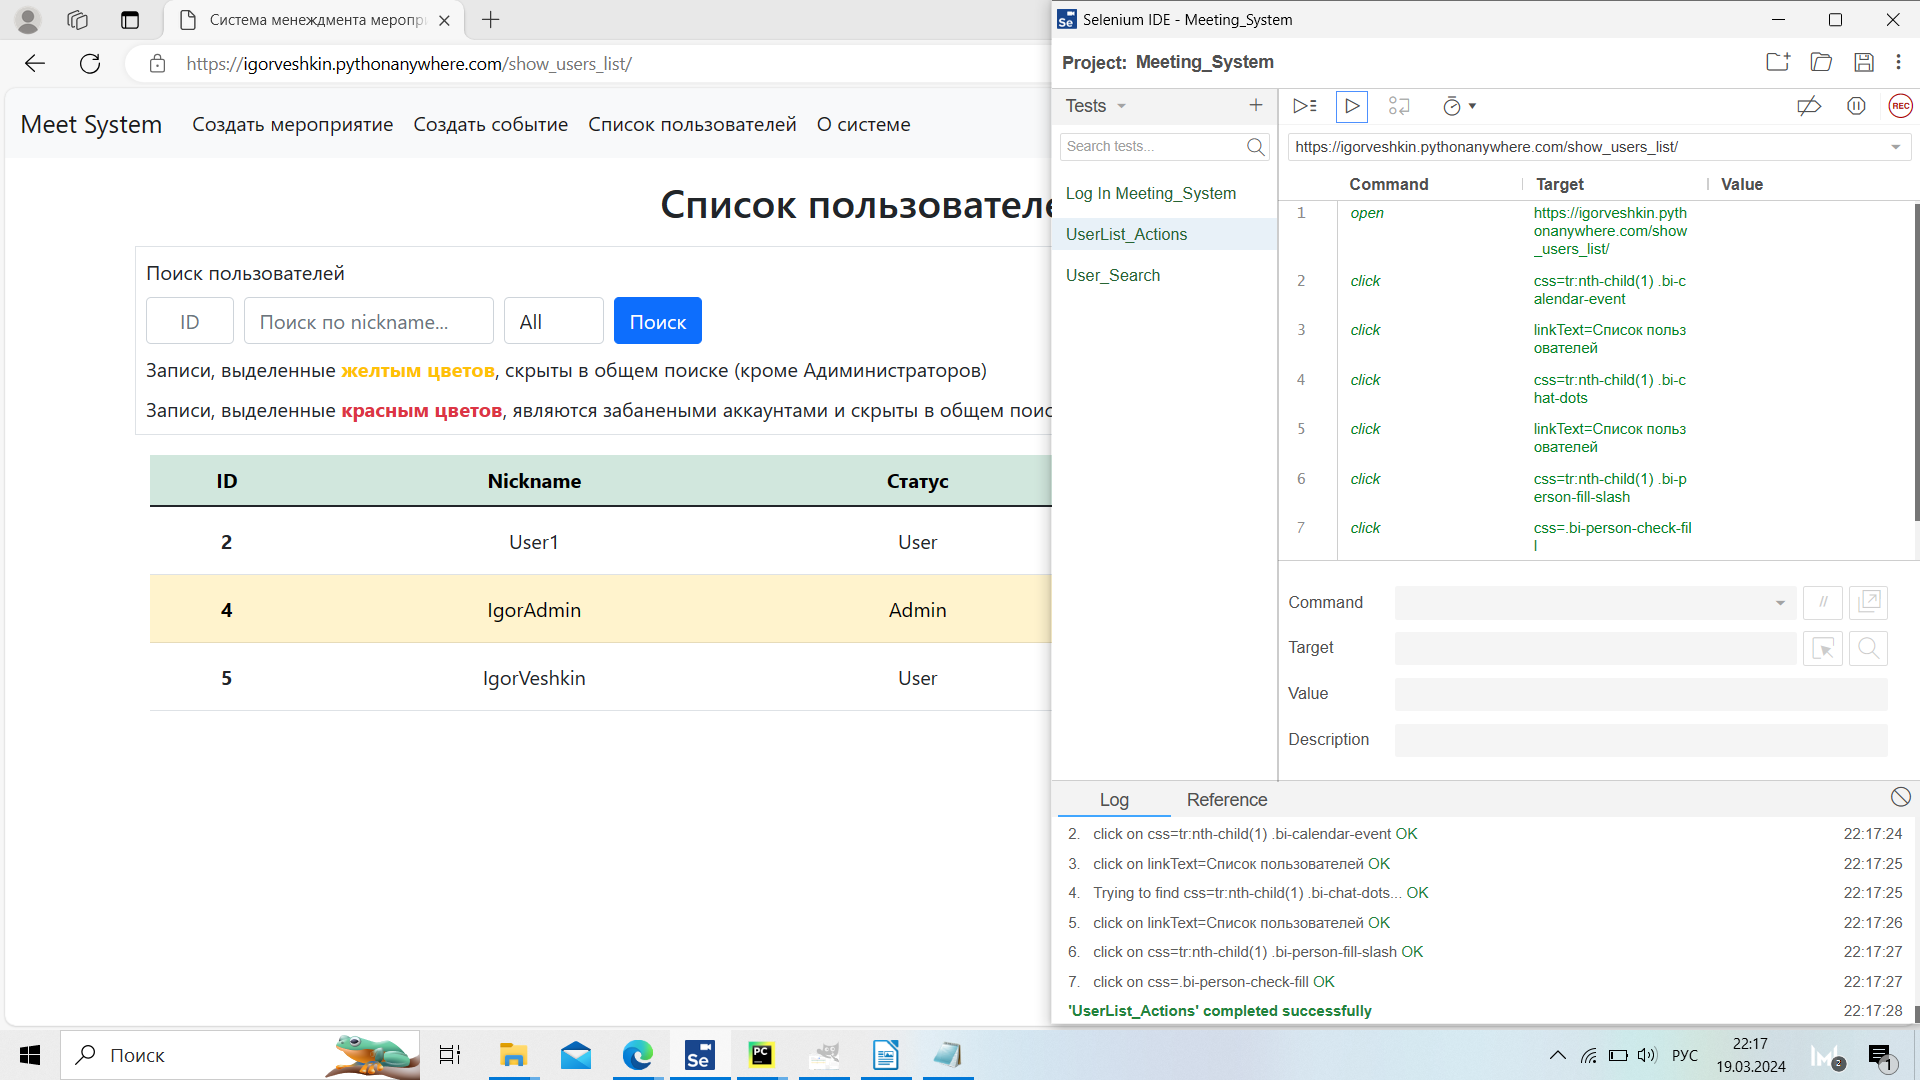 Система менеждмента меропр
https://igorveshkin.pythonanywhere.com/show_users_list/
Meet System
Создать мероприятие
Создать событие
Список пользователей
О системе
Список пользователе
Поиск пользователей
ID
Поиск по nickname...
All
Поиск
Записи, выделенные желтым цветов, скрыты в общем поиске (кроме Адиминистраторов)
Записи, выделенные красным цветов, являются забанеными аккаунтами и скрыты в общем поис
ID Nickname Статус
2 User1 User
4 IgorAdmin Admin
5 IgorVeshkin User
Selenium IDE - Meeting_System
Project: Meeting_System
Tests
Search tests...
Log In Meeting_System
UserList_Actions
User_Search
REC
https://igorveshkin.pythonanywhere.com/show_users_list/
Command Target Value
1 open https://igorveshkin.pyth
onanywhere.com/show
_users_list/
2 click css=tr:nth-child(1) .bi-c
alendar-event
3 click linkText=Список польз
ователей
4 click css=tr:nth-child(1) .bi-c
hat-dots
5 click linkText=Список польз
ователей
6 click css=tr:nth-child(1) .bi-p
erson-fill-slash
7 click css=.bi-person-check-fil
l
Command
//
Target
Value
Description
Log
Reference
2. click on css=tr:nth-child(1) .bi-calendar-event OK 22:17:24
3. click on linkText=Список пользователей OK 22:17:25
4. Trying to find css=tr:nth-child(1) .bi-chat-dots... OK 22:17:25
5. click on linkText=Список пользователей OK 22:17:26
6. click on css=tr:nth-child(1) .bi-person-fill-slash OK 22:17:27
7. click on css=.bi-person-check-fill OK 22:17:27
'UserList_Actions' completed successfully 22:17:28
Поиск
Se
PC
РУС
22:17
19.03.2024
2
1